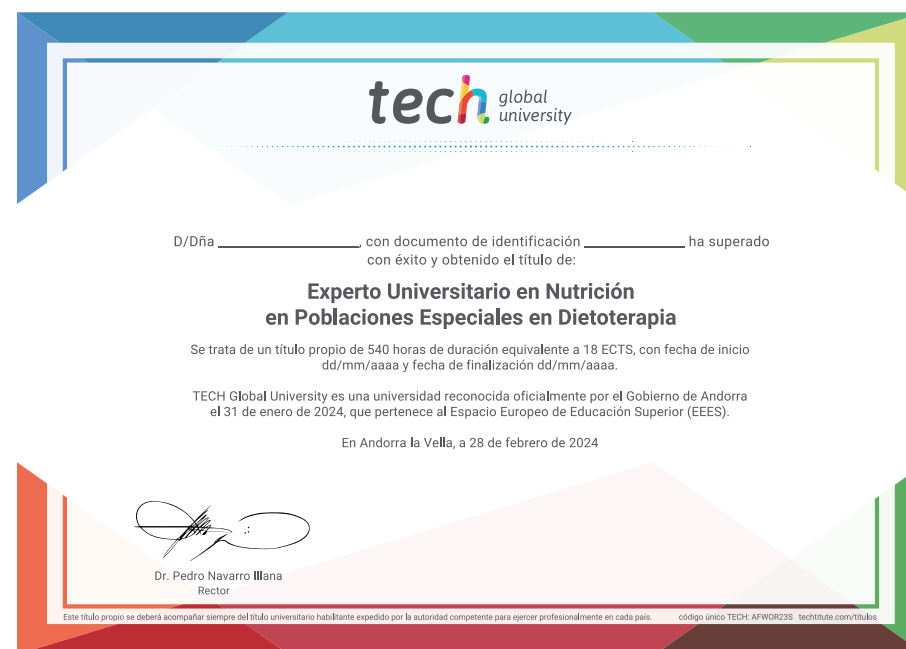 tech global university
D/Dña ____________________, con documento de identificación ______________ ha superado
con éxito y obtenido el título de:
Experto Universitario en Nutrición
en Poblaciones Especiales en Dietoterapia
Se trata de un título propio de 540 horas de duración equivalente a 18 ECTS, con fecha de inicio
dd/mm/aaaa y fecha de finalización dd/mm/aaaa.
TECH Global University es una universidad reconocida oficialmente por el Gobierno de Andorra
el 31 de enero de 2024, que pertenece al Espacio Europeo de Educación Superior (EEES).
En Andorra la Vella, a 28 de febrero de 2024
Dr. Pedro Navarro Illana
Rector
Este título propio se deberá acompañar siempre del título universitario habilitante expedido por la autoridad competente para ejercer profesionalmente en cada país. código único TECH: AFWOR23S techtitute.com/titulos